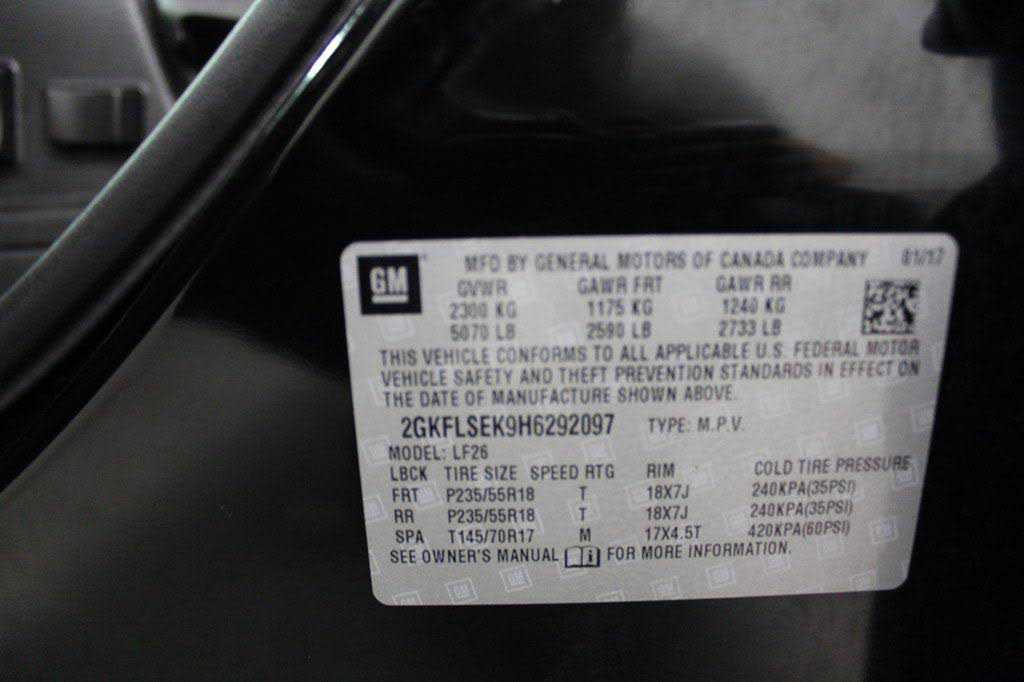 GM MFD BY GENERAL MOTORS OF CANADA COMPANY 01/17
GVWR GAWR FRT GAWR RR
2300 KG 1175 KG 1240 KG
5070 LB 2590 LB 2733 LB
THIS VEHICLE CONFORMS TO ALL APPLICABLE U.S. FEDERAL MOTOR
VEHICLE SAFETY AND THEFT PREVENTION STANDARDS IN EFFECT ON
THE DATE OF MANUFACTURE SHOWN ABOVE.
2GKFLSEK9H6292097 TYPE: M.P.V.
MODEL: LF26
LBCK TIRE SIZE SPEED RTG RIM COLD TIRE PRESSURE
FRT P235/55R18 T 18X7J 240KPA(35PSI)
RR P235/55R18 T 18X7J 240KPA(35PSI)
SPA T145/70R17 M 17X4.5T 420KPA(60PSI)
SEE OWNER'S MANUAL i FOR MORE INFORMATION.